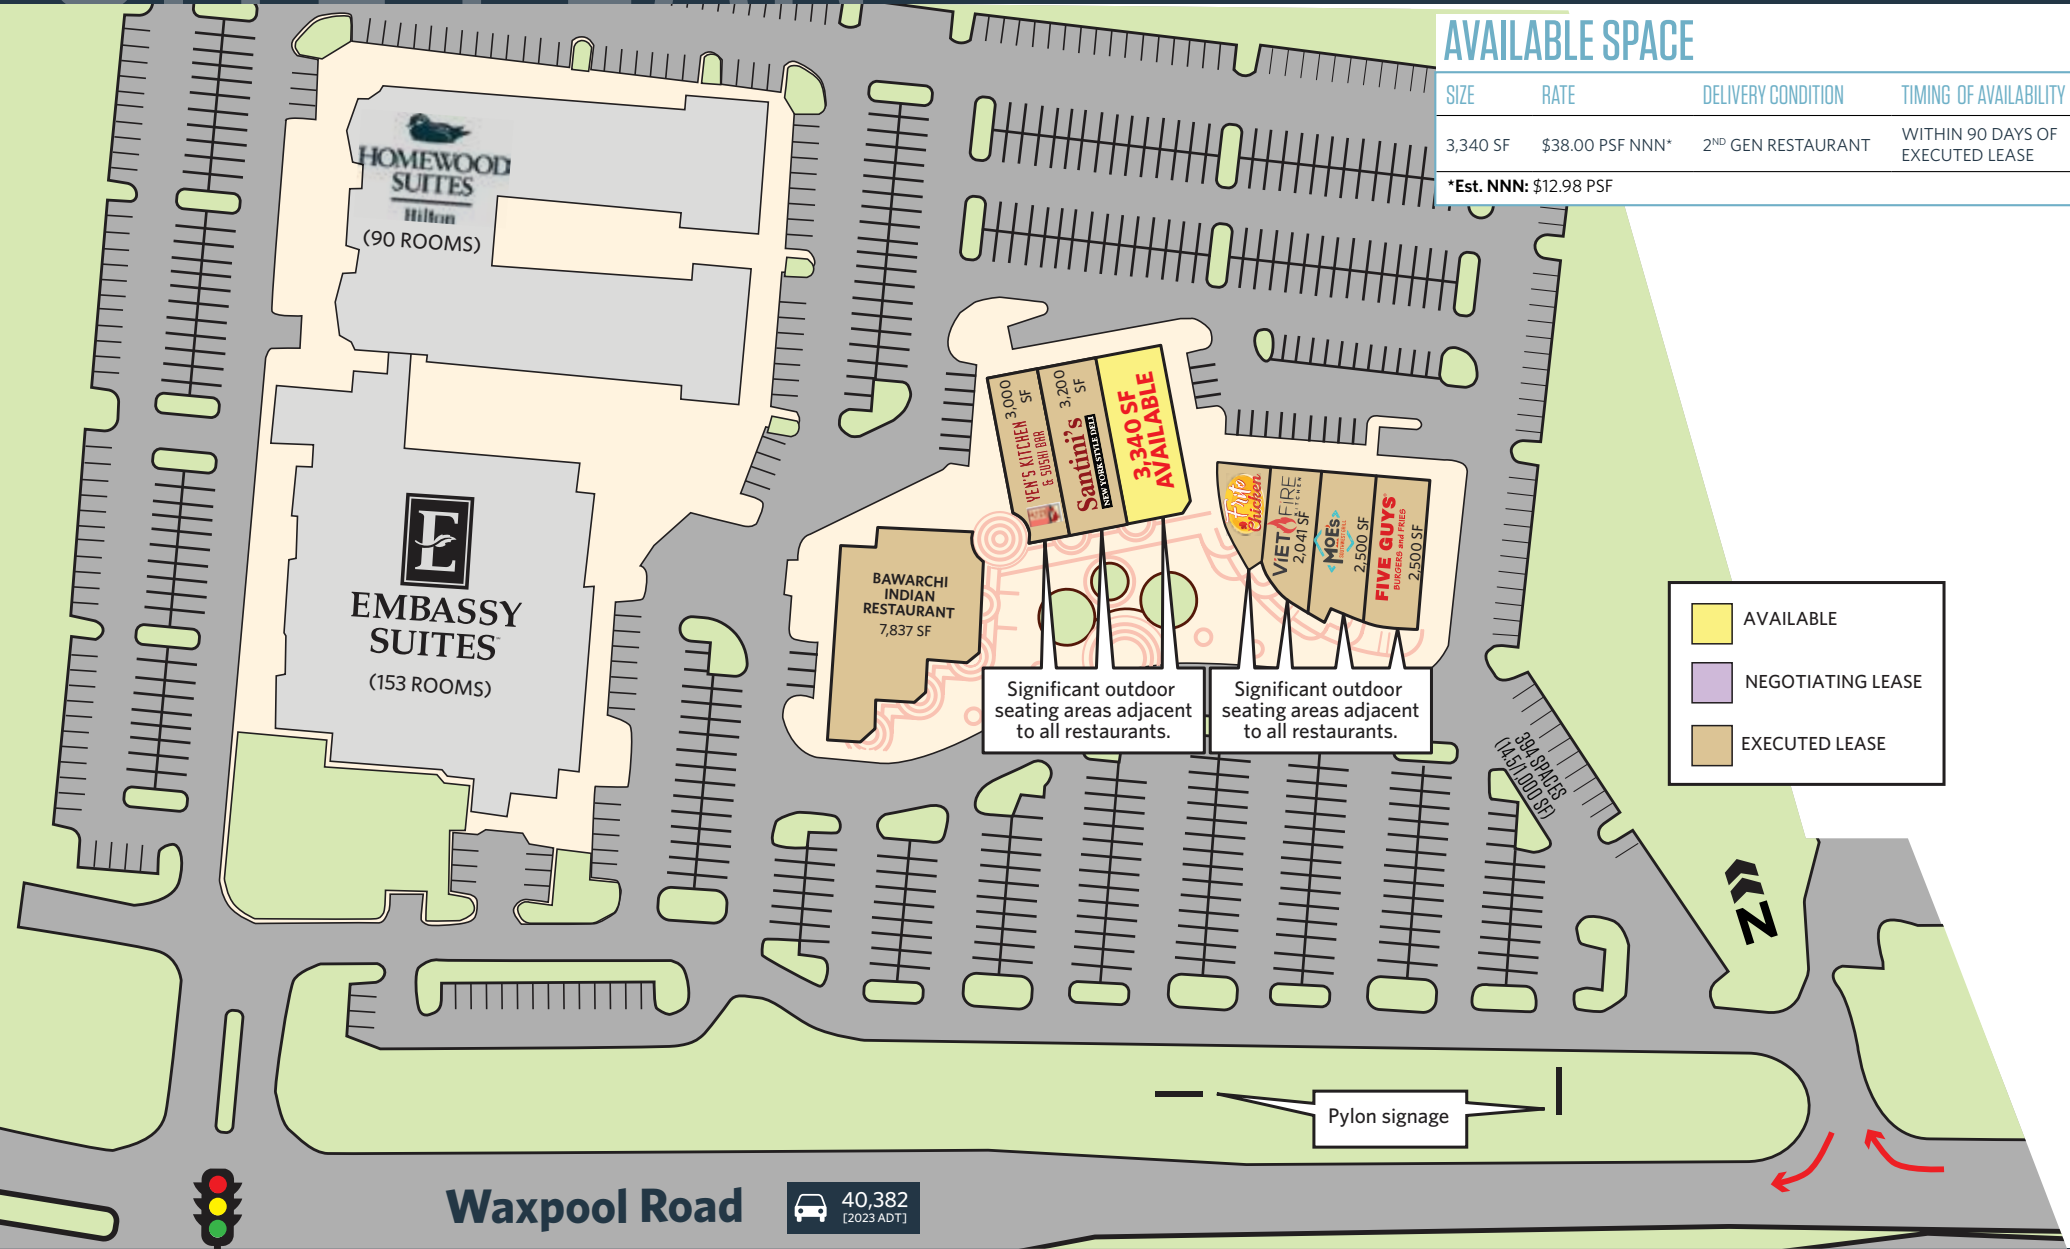 AVAILABLE SPACE
SIZE RATE DELIVERY CONDITION TIMING OF AVAILABILITY
3,340 SF $38.00 PSF NNN* 2ND GEN RESTAURANT WITHIN 90 DAYS OF
EXECUTED LEASE
*Est. NNN: $12.98 PSF
HOMEWOOD
SUITES
Hilton
(90 ROOMS)
E
EMBASSY
SUITES
(153 ROOMS)
YEN'S KITCHEN
& SUSHI BAR
3,000
SF
Santini's
NEW YORK STYLE DELI
3,200
SF
3,340 SF
AVAILABLE
Chicken
VIET FIRE
KITCHEN
2,041 SF
MOE'S
2,500 SF
FIVE GUYS
BURGERS and FRIES
2,500 SF
BAWARCHI
INDIAN
RESTAURANT
7,837 SF
Significant outdoor
seating areas adjacent
to all restaurants.
Significant outdoor
seating areas adjacent
to all restaurants.
394 SPACES
(14.5/1,000 SF)
AVAILABLE
NEGOTIATING LEASE
EXECUTED LEASE
N
Pylon signage
Waxpool Road
40,382
[2023 ADT]